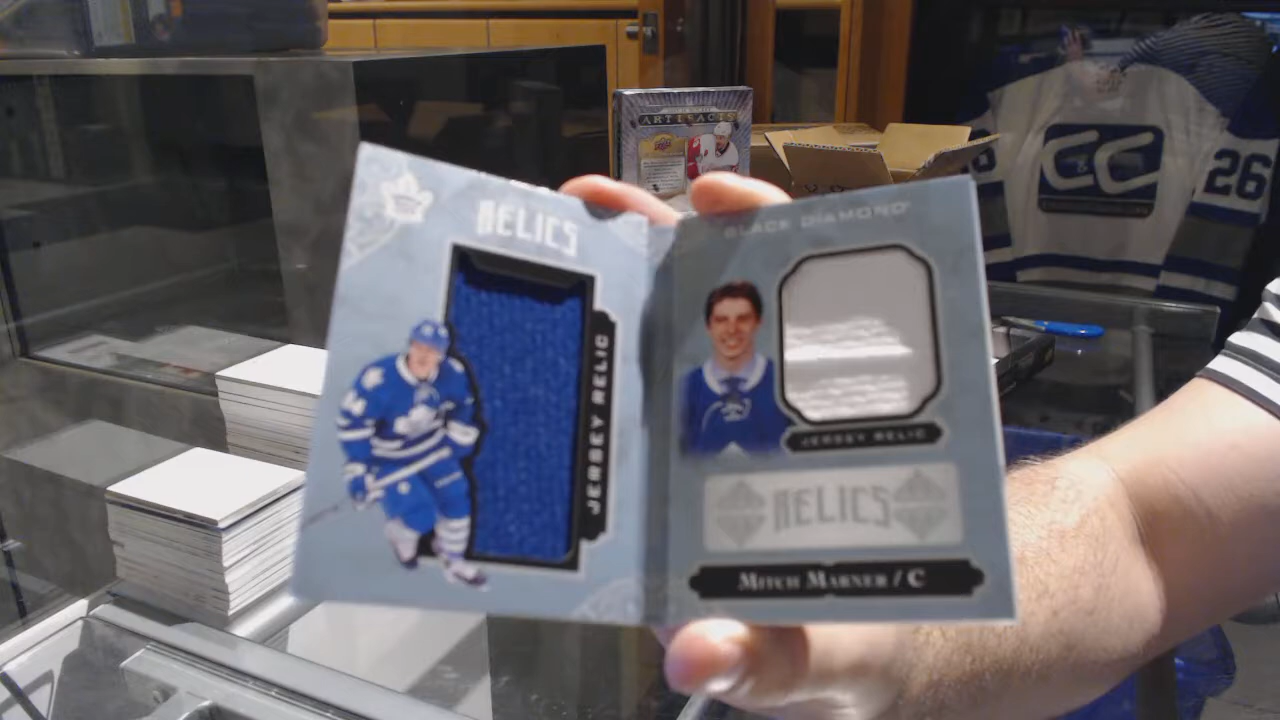 ARTIFACTS
RELICS
JERSEY RELIC
BLACK DIAMOND
JERSEY RELIC
RELICS
MITCH MARNER / C
C&C
26